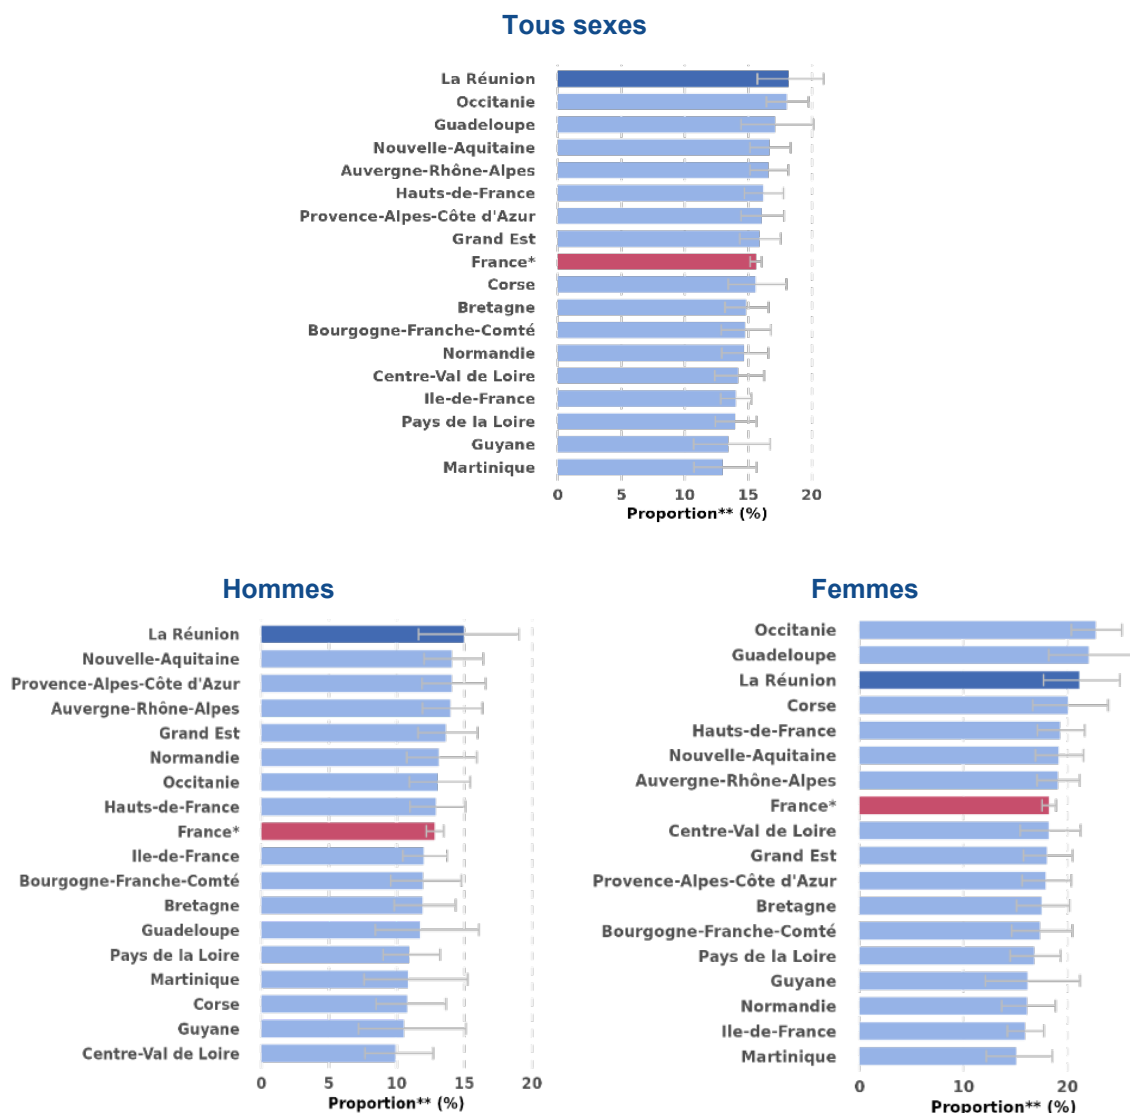 Tous sexes
La Réunion
Occitanie
Guadeloupe
Nouvelle-Aquitaine
Auvergne-Rhône-Alpes
Hauts-de-France
Provence-Alpes-Côte d'Azur
Grand Est
France*
Corse
Bretagne
Bourgogne-Franche-Comté
Normandie
Centre-Val de Loire
Ile-de-France
Pays de la Loire
Guyane
Martinique
0 5 10 15 20
Proportion** (%)
Hommes
La Réunion
Nouvelle-Aquitaine
Provence-Alpes-Côte d'Azur
Auvergne-Rhône-Alpes
Grand Est
Normandie
Occitanie
Hauts-de-France
France*
Ile-de-France
Bourgogne-Franche-Comté
Bretagne
Guadeloupe
Pays de la Loire
Martinique
Corse
Guyane
Centre-Val de Loire
0 5 10 15 20
Proportion** (%)
Femmes
Occitanie
Guadeloupe
La Réunion
Corse
Hauts-de-France
Nouvelle-Aquitaine
Auvergne-Rhône-Alpes
France*
Centre-Val de Loire
Grand Est
Provence-Alpes-Côte d'Azur
Bretagne
Bourgogne-Franche-Comté
Pays de la Loire
Guyane
Normandie
Ile-de-France
Martinique
0 10 20
Proportion** (%)